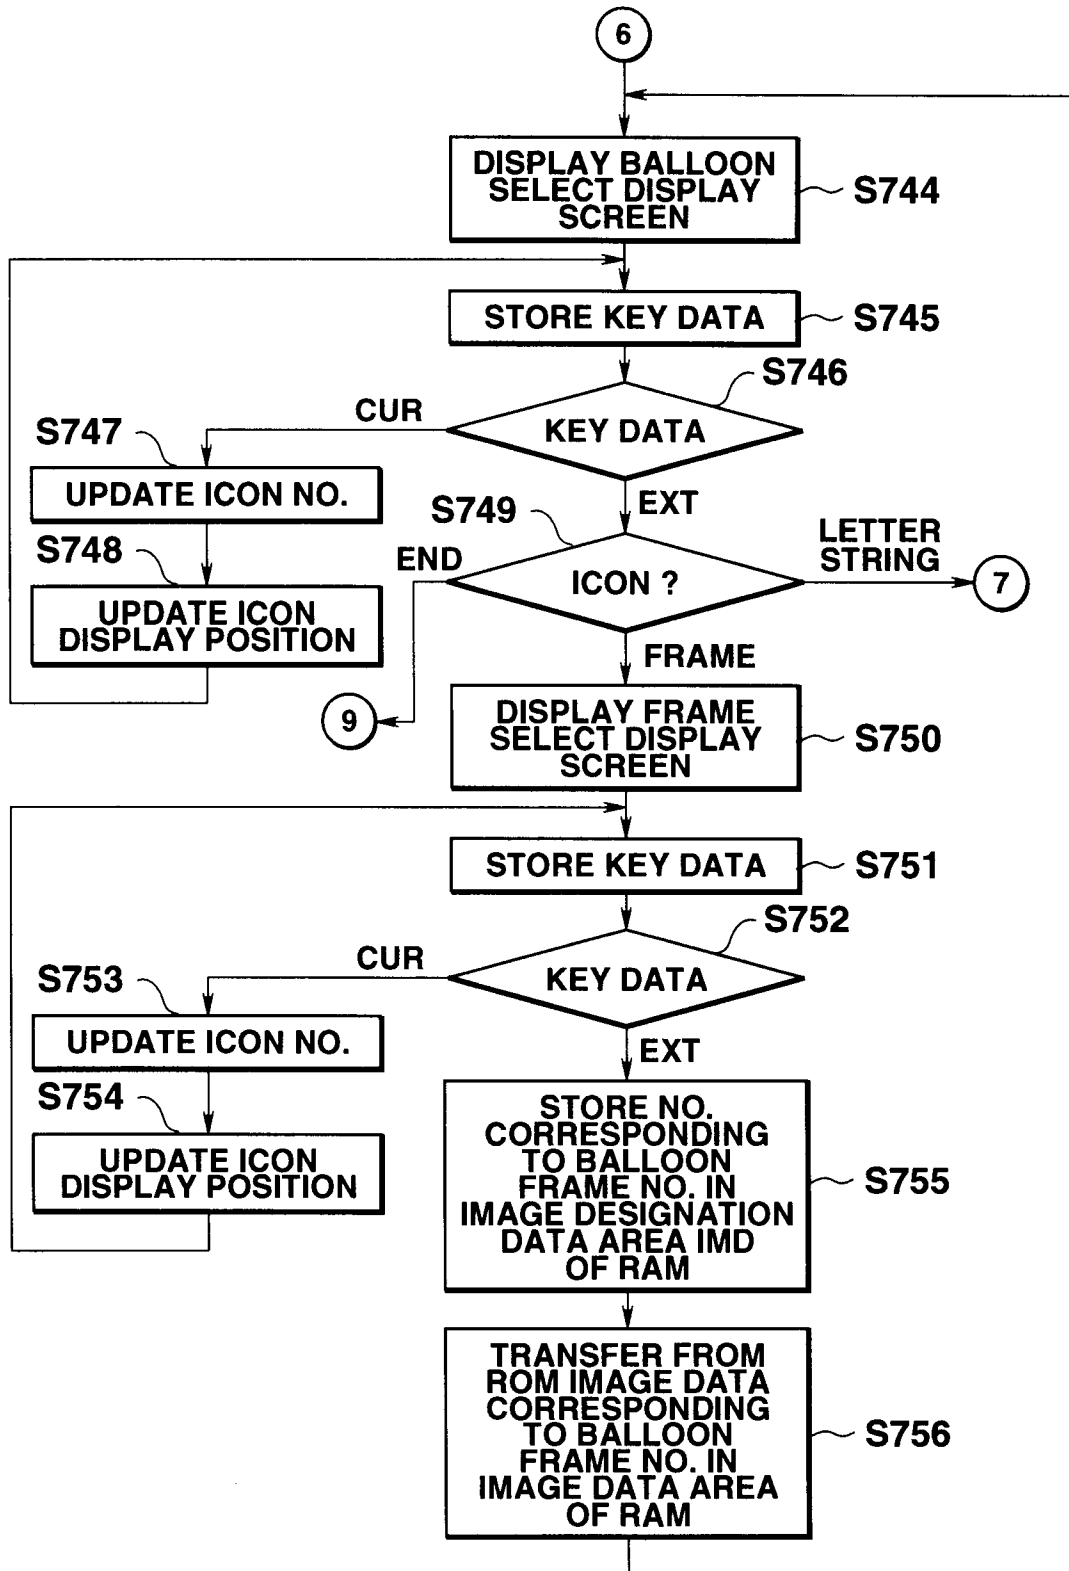 6
DISPLAY BALLOON
SELECT DISPLAY
SCREEN
S744
STORE KEY DATA
S745
S746
CUR
KEY DATA
S747
UPDATE ICON NO.
EXT
S749
S748
END
ICON ?
LETTER
STRING
7
UPDATE ICON
DISPLAY POSITION
FRAME
9
DISPLAY FRAME
SELECT DISPLAY
SCREEN
S750
STORE KEY DATA
S751
S752
CUR
KEY DATA
S753
UPDATE ICON NO.
EXT
S754
UPDATE ICON
DISPLAY POSITION
STORE NO.
CORRESPONDING
TO BALLOON
FRAME NO. IN
IMAGE DESIGNATION
DATA AREA IMD
OF RAM
S755
TRANSFER FROM
ROM IMAGE DATA
CORRESPONDING
TO BALLOON
FRAME NO. IN
IMAGE DATA AREA
OF RAM
S756